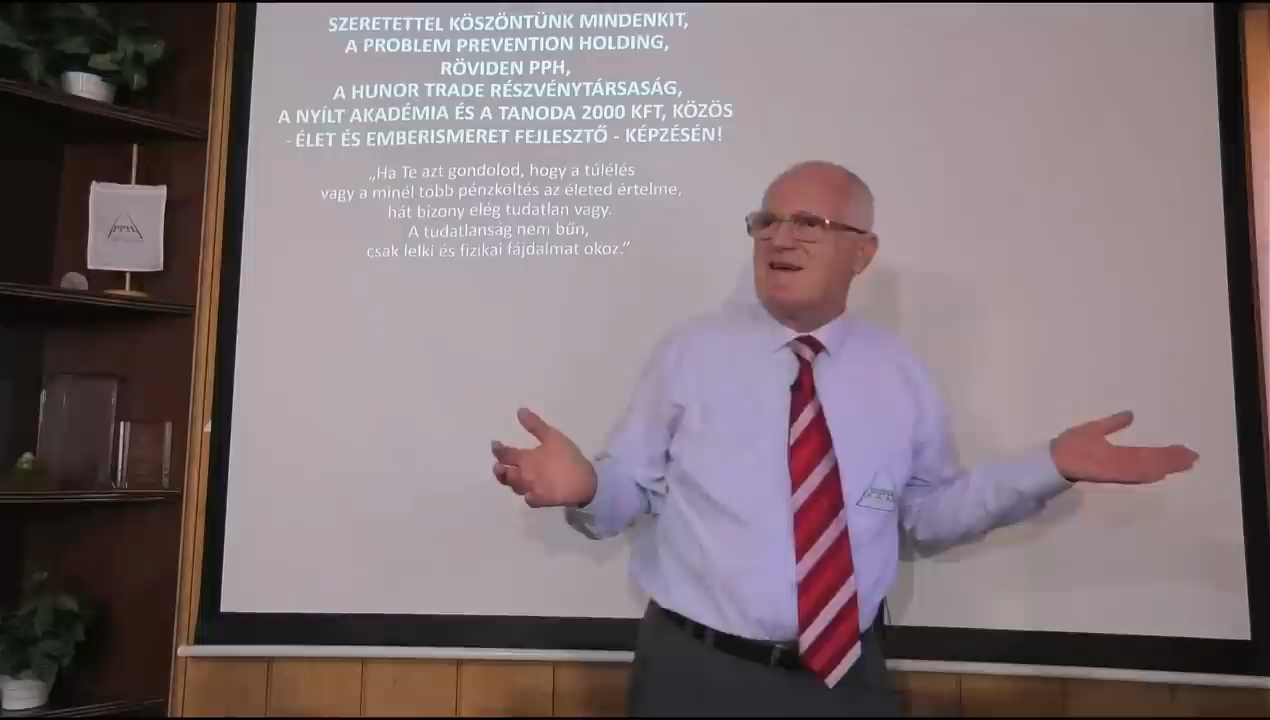 SZERETETTEL KÖSZÖNTÜNK MINDENKIT,
A PROBLEM PREVENTION HOLDING,
RÖVIDEN PPH,
A HUNOR TRADE RÉSZVÉNYTÁRSASÁG,
A NYÍLT AKADÉMIA ÉS A TANODA 2000 KFT, KÖZÖS
- ÉLET ÉS EMBERISMERET FEJLESZTŐ - KÉPZÉSÉN!
„Ha Te azt gondolod, hogy a túlélés
vagy a minél több pénzköltés az életed értelme,
hát bizony elég tudatlan vagy.
A tudatlanság nem bűn,
csak lelki és fizikai fájdalmat okoz.”
PPH
PPH